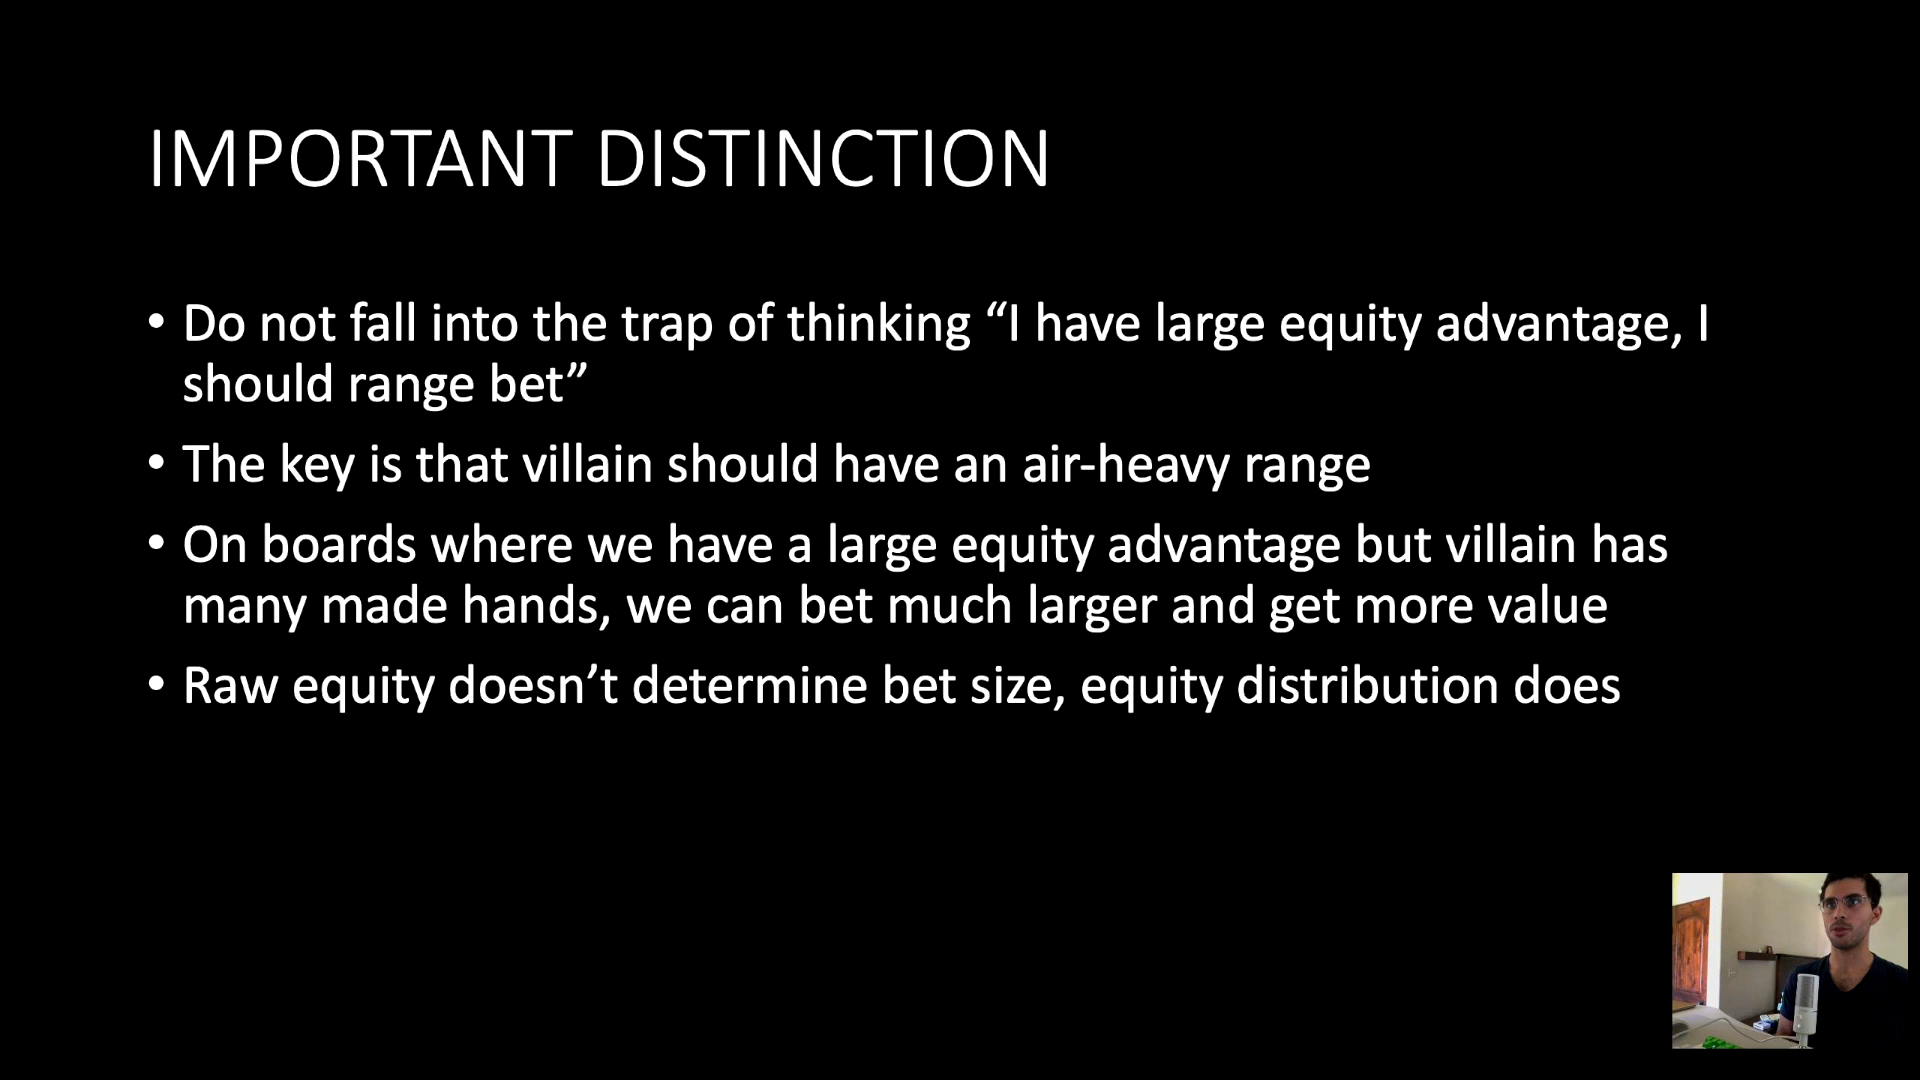 IMPORTANT DISTINCTION
• Do not fall into the trap of thinking “I have large equity advantage, I
should range bet”
• The key is that villain should have an air-heavy range
• On boards where we have a large equity advantage but villain has
many made hands, we can bet much larger and get more value
• Raw equity doesn’t determine bet size, equity distribution does